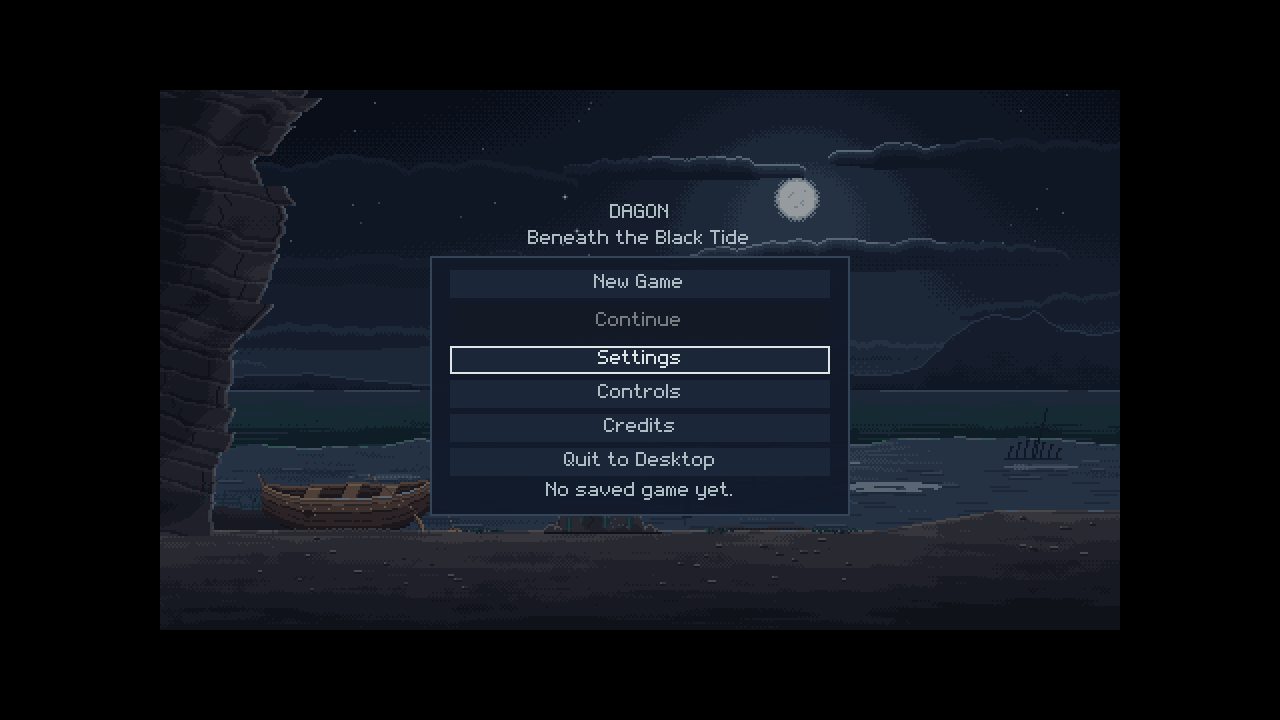 DAGON
Beneath the Black Tide
New Game
Continue
Settings
Controls
Credits
Quit to Desktop
No saved game yet.